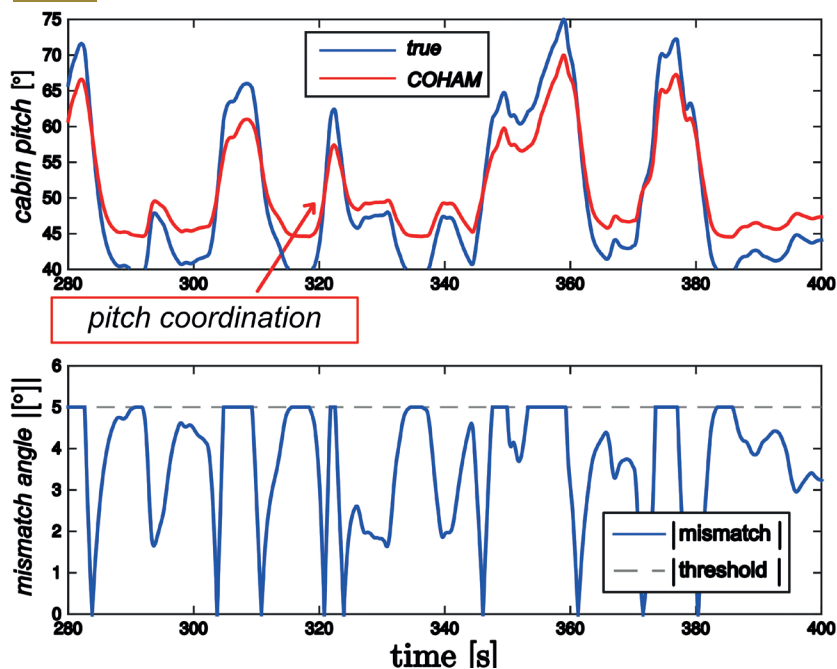 75
70
65
60
55
50
45
40
cabin pitch [°]
true
COHAM
280 300 320 340 360 380 400
pitch coordination
6
5
4
3
2
1
0
mismatch angle |[°]|
|mismatch |
|threshold |
280 300 320 340 360 380 400
time [s]